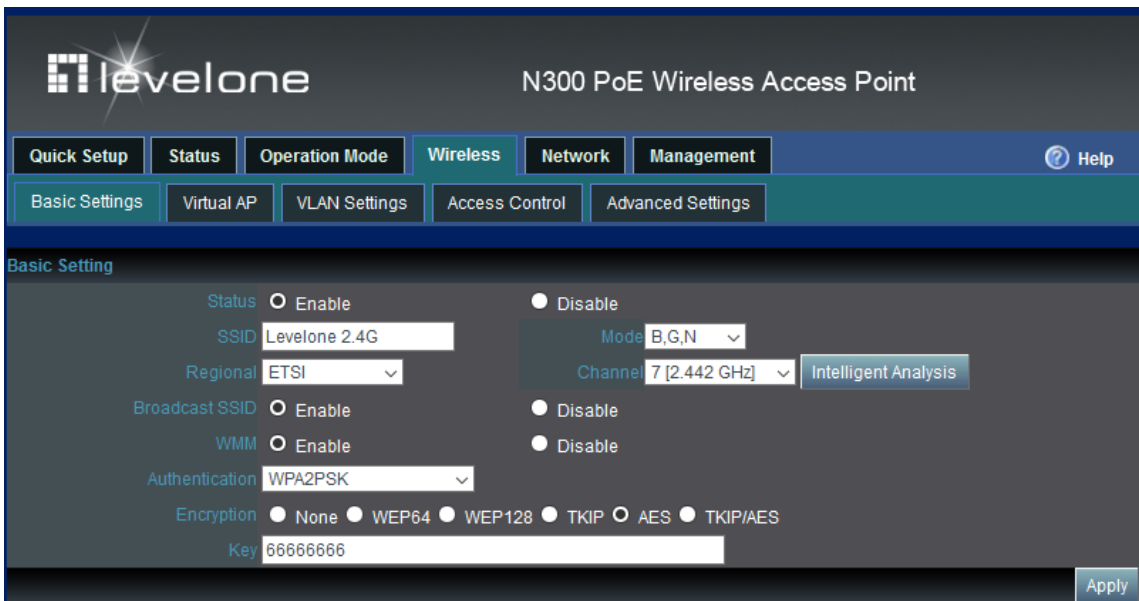 levelone
N300 PoE Wireless Access Point
Quick Setup Status Operation Mode Wireless Network Management Help
Basic Settings Virtual AP VLAN Settings Access Control Advanced Settings
Basic Setting
Status Enable Disable
SSID Levelone 2.4G Mode B,G,N
Regional ETSI Channel 7 [2.442 GHz] Intelligent Analysis
Broadcast SSID Enable Disable
WMM Enable Disable
Authentication WPA2PSK
Encryption None WEP64 WEP128 TKIP AES TKIP/AES
Key 66666666
Apply